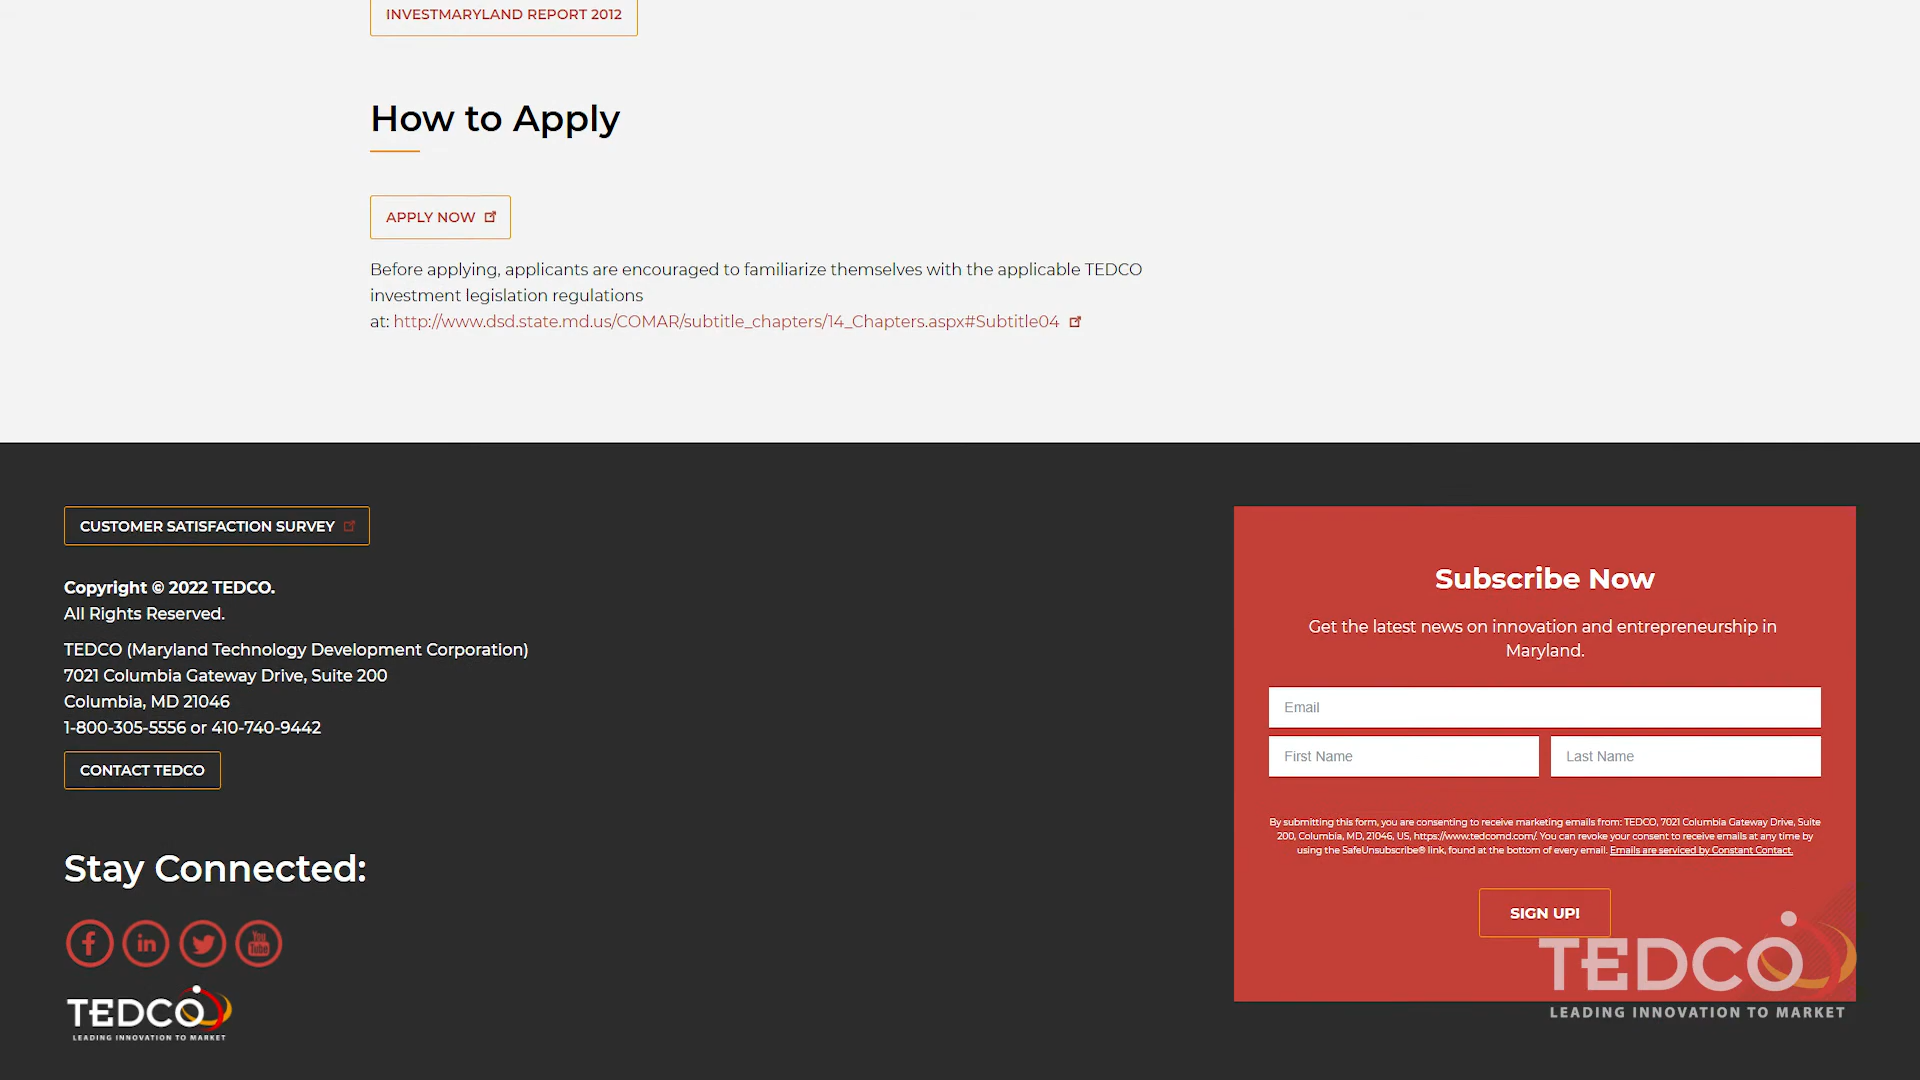 INVESTMARYLAND REPORT 2012
How to Apply
APPLY NOW
Before applying, applicants are encouraged to familiarize themselves with the applicable TEDCO
investment legislation regulations
at: http://www.dsd.state.md.us/COMAR/subtitle_chapters/14_Chapters.aspx#Subtitle04
CUSTOMER SATISFACTION SURVEY
Copyright © 2022 TEDCO.
All Rights Reserved.
TEDCO (Maryland Technology Development Corporation)
7021 Columbia Gateway Drive, Suite 200
Columbia, MD 21046
1-800-305-5556 or 410-740-9442
CONTACT TEDCO
Stay Connected:
f
in
You
Tube
TEDCO
LEADING INNOVATION TO MARKET
Subscribe Now
Get the latest news on innovation and entrepreneurship in
Maryland.
Email
First Name
Last Name
By submitting this form, you are consenting to receive marketing emails from: TEDCO, 7021 Columbia Gateway Drive, Suite
200, Columbia, MD, 21046, US, https://www.tedcomd.com/. You can revoke your consent to receive emails at any time by
using the SafeUnsubscribe® link, found at the bottom of every email. Emails are serviced by Constant Contact.
SIGN UP!
TEDCO
LEADING INNOVATION TO MARKET